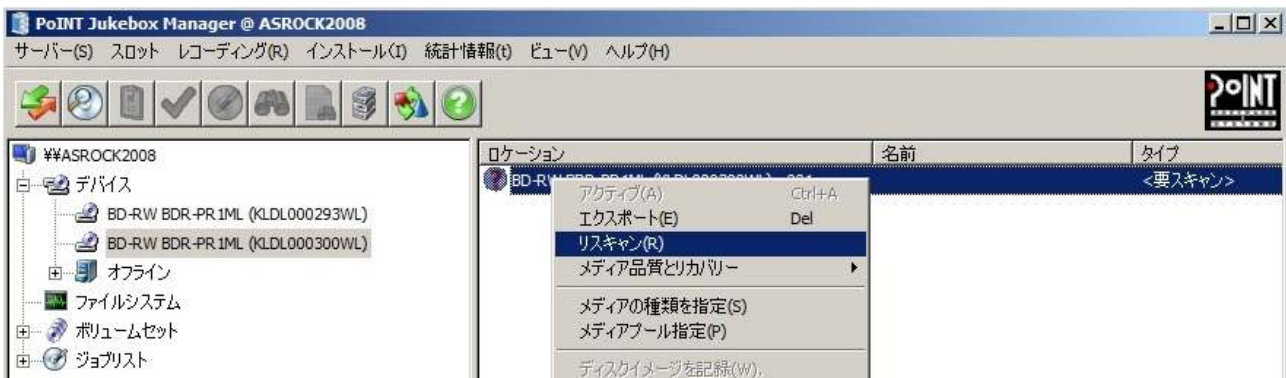 PoINT Jukebox Manager @ ASROCK2008
サーバー(S) スロット レコーディング(R) インストール(I) 統計情報(t) ビュー(V) ヘルプ(H)
PoINT
¥¥ASROCK2008
デバイス
BD-RW BDR-PR1ML (KLDL000293WL)
BD-RW BDR-PR1ML (KLDL000300WL)
オフライン
ファイルシステム
ボリュームセット
ジョブリスト
ロケーション 名前 タイプ
BD-RW BDR-PR1ML (KLDL000300WL) <要スキャン>
アクティブ(A) Ctrl+A
エクスポート(E) Del
リスキャン(R)
メディア品質とリカバリー
メディアの種類を指定(S)
メディアプール指定(P)
ディスクイメージを記録(W).